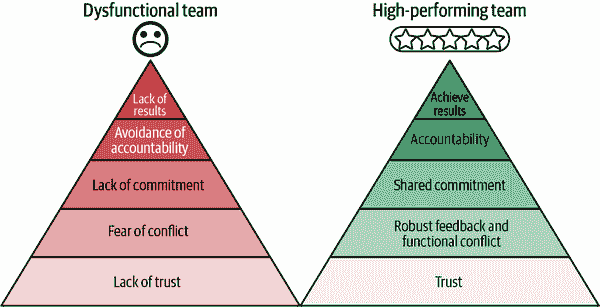 Dysfunctional team
Lack of
results
Avoidance of
accountability
Lack of commitment
Fear of conflict
Lack of trust
High-performing team
Achieve
results
Accountability
Shared commitment
Robust feedback and
functional conflict
Trust